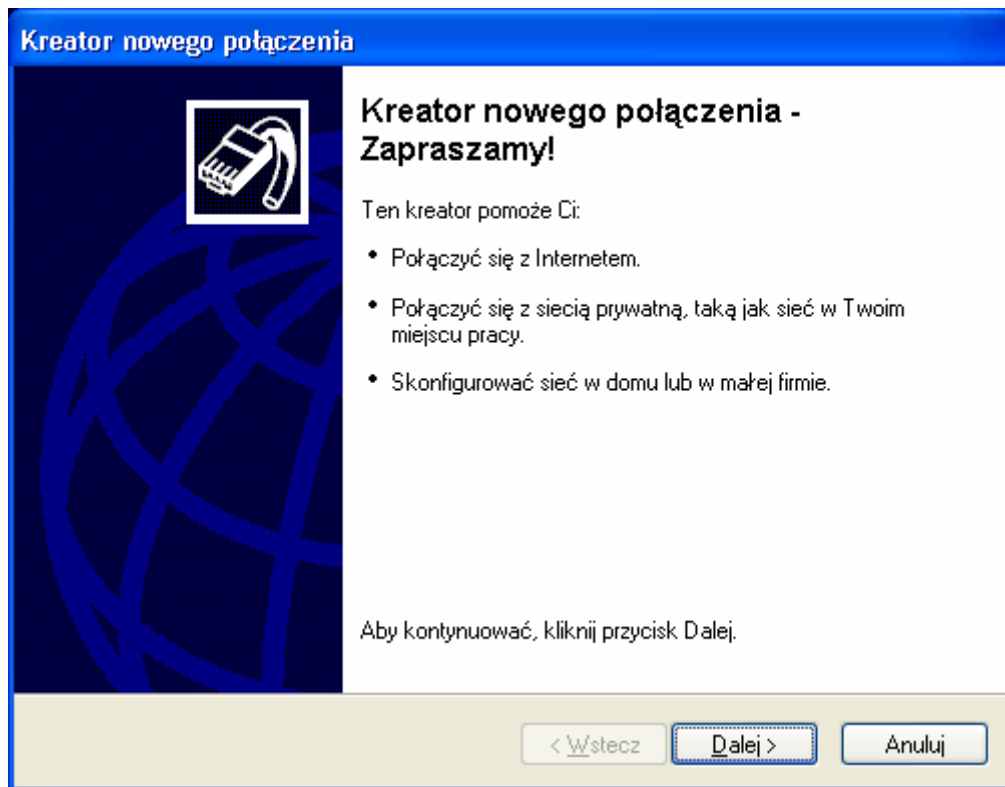 Kreator nowego połączenia
Kreator nowego połączenia -
Zapraszamy!
Ten kreator pomoże Ci:
• Połączyć się z Internetem.
• Połączyć się z siecią prywatną, taką jak sieć w Twoim
miejscu pracy.
• Skonfigurować sieć w domu lub w małej firmie.
Aby kontynuować, kliknij przycisk Dalej.
< Wstecz Dalej > Anuluj